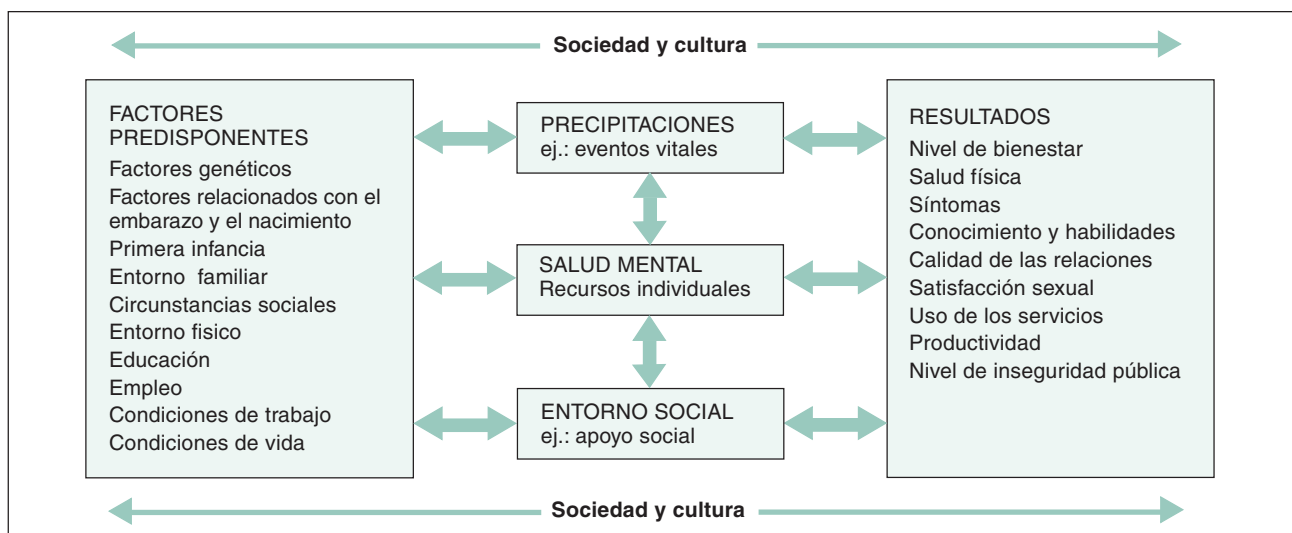 Sociedad y cultura
FACTORES
PREDISPONENTES
Factores genéticos
Factores relacionados con el
embarazo y el nacimiento
Primera infancia
Entorno familiar
Circunstancias sociales
Entorno fisico
Educación
Empleo
Condiciones de trabajo
Condiciones de vida
PRECIPITACIONES
ej.: eventos vitales
SALUD MENTAL
Recursos individuales
ENTORNO SOCIAL
ej.: apoyo social
RESULTADOS
Nivel de bienestar
Salud física
Síntomas
Conocimiento y habilidades
Calidad de las relaciones
Satisfacción sexual
Uso de los servicios
Productividad
Nivel de inseguridad pública
Sociedad y cultura